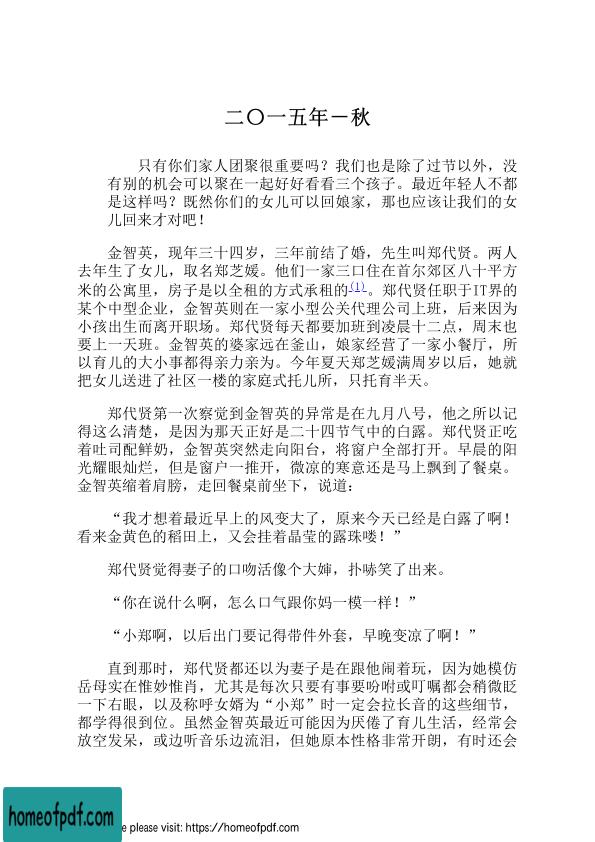 二〇一五年－秋
只有你们家人团聚很重要吗？我们也是除了过节以外，没
有别的机会可以聚在一起好好看看三个孩子。最近年轻人不都
是这样吗？既然你们的女儿可以回娘家，那也应该让我们的女
儿回来才对吧！
金智英，现年三十四岁，三年前结了婚，先生叫郑代贤。两人
去年生了女儿，取名郑芝媛。他们一家三口住在首尔郊区八十平方
米的公寓里，房子是以全租的方式承租的(1)。郑代贤任职于IT界的
某个中型企业，金智英则在一家小型公关代理公司上班，后来因为
小孩出生而离开职场。郑代贤每天都要加班到凌晨十二点，周末也
要上一天班。金智英的婆家远在釜山，娘家经营了一家小餐厅，所
以育儿的大小事都得亲力亲为。今年夏天郑芝媛满周岁以后，她就
把女儿送进了社区一楼的家庭式托儿所，只托育半天。
郑代贤第一次察觉到金智英的异常是在九月八号，他之所以记
得这么清楚，是因为那天正好是二十四节气中的白露。郑代贤正吃
着吐司配鲜奶，金智英突然走向阳台，将窗户全部打开。早晨的阳
光耀眼灿烂，但是窗户一推开，微凉的寒意还是马上飘到了餐桌。
金智英缩着肩膀，走回餐桌前坐下，说道：
“我才想着最近早上的风变大了，原来今天已经是白露了啊！
看来金黄色的稻田上，又会挂着晶莹的露珠喽！”
郑代贤觉得妻子的口吻活像个大婶，扑哧笑了出来。
“你在说什么啊，怎么口气跟你妈一模一样！”
“小郑啊，以后出门要记得带件外套，早晚变凉了啊！”
直到那时，郑代贤都还以为妻子是在跟他闹着玩，因为她模仿
岳母实在惟妙惟肖，尤其是每次只要有事要吩咐或叮嘱都会稍微眨
一下右眼，以及称呼女婿为“小郑”时一定会拉长音的这些细节，
都学得很到位。虽然金智英最近可能因为厌倦了育儿生活，经常会
放空发呆，或边听音乐边流泪，但她原本性格非常开朗，有时还会
homeofpdf.com
please visit: https://homeofpdf.com